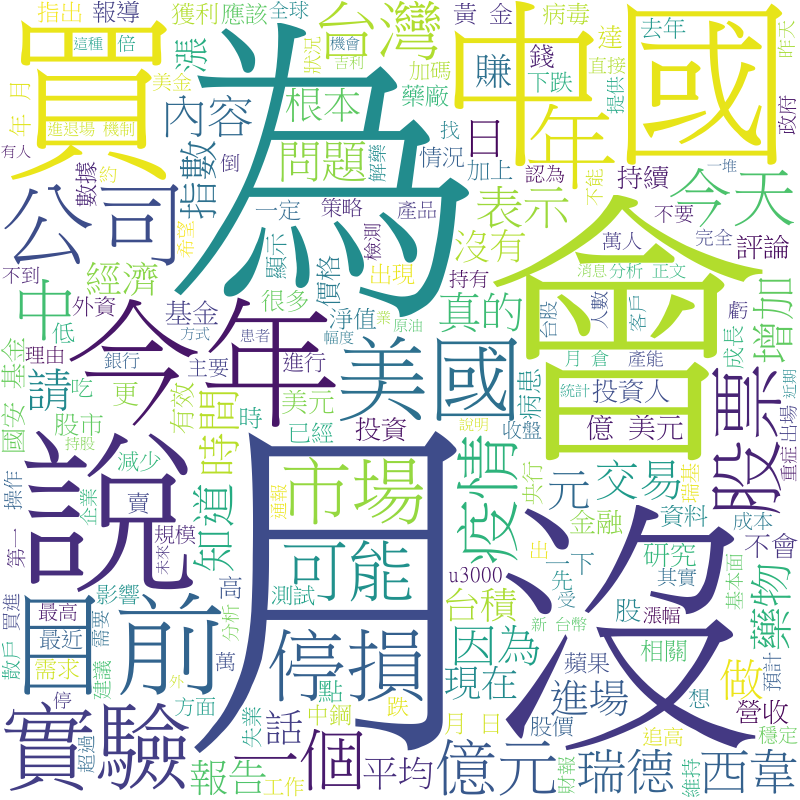 指出
報導
獲利
應該
全球
黃 金
病毒
去年
昨天
這種
倍
機會
台灣
加碼
達
錢
直接
買
漲
狀況
吉利
美金
為
中
國
賺
下跌
提供
政府
年 月
內容
根本
藥廠
年
進退場 機制
日
找
有人
約
指數
問題
解藥
情況
加上
認為
一堆
數據
倒
持續
不能
公司
一定
策略
產品
表示
今天
希望
顯示
檢測
沒有
不要
萬人
完全
評論
不到
經濟
價格
出現
持有
消息
分析
正文
會
中
外資
很多
真的
台股
人數
客戶
虧
增加
低
今年
基金
淨值
業
原油
成長
方式
患者
幅度
理由
銀行
主要
進行
美國
月 倉
產能
國安 基金
請
吃
更
有效
時間
時
美元
病患
統計
投資人
近期
股票
股市
已經
投資
收盤
億 美元
說明
持股
說
減少
市場
疫情
元
交易
央行
瑞基
重症
出場
操作
企業
賣
知道
通報
金融
資料
成本
第一
未來
規模
可能
u3000
出
一下
不會
目前
月
沒
影響
高
測試
先
受
研究
其實
基本面
買進
最高
台積
股
漲幅
新 台幣
藥物
散戶
最近
需要
分析
停損
因為
蘋果
相關
預計
需求
建議
萬
現在
做
想
停
外
點
進場
方面
中鋼
跌
月 日
股價
營收
超過
實驗
失業
話
追高
穩定
報告
一個
工作
平均
億元
財報
瑞德
西韋
維持